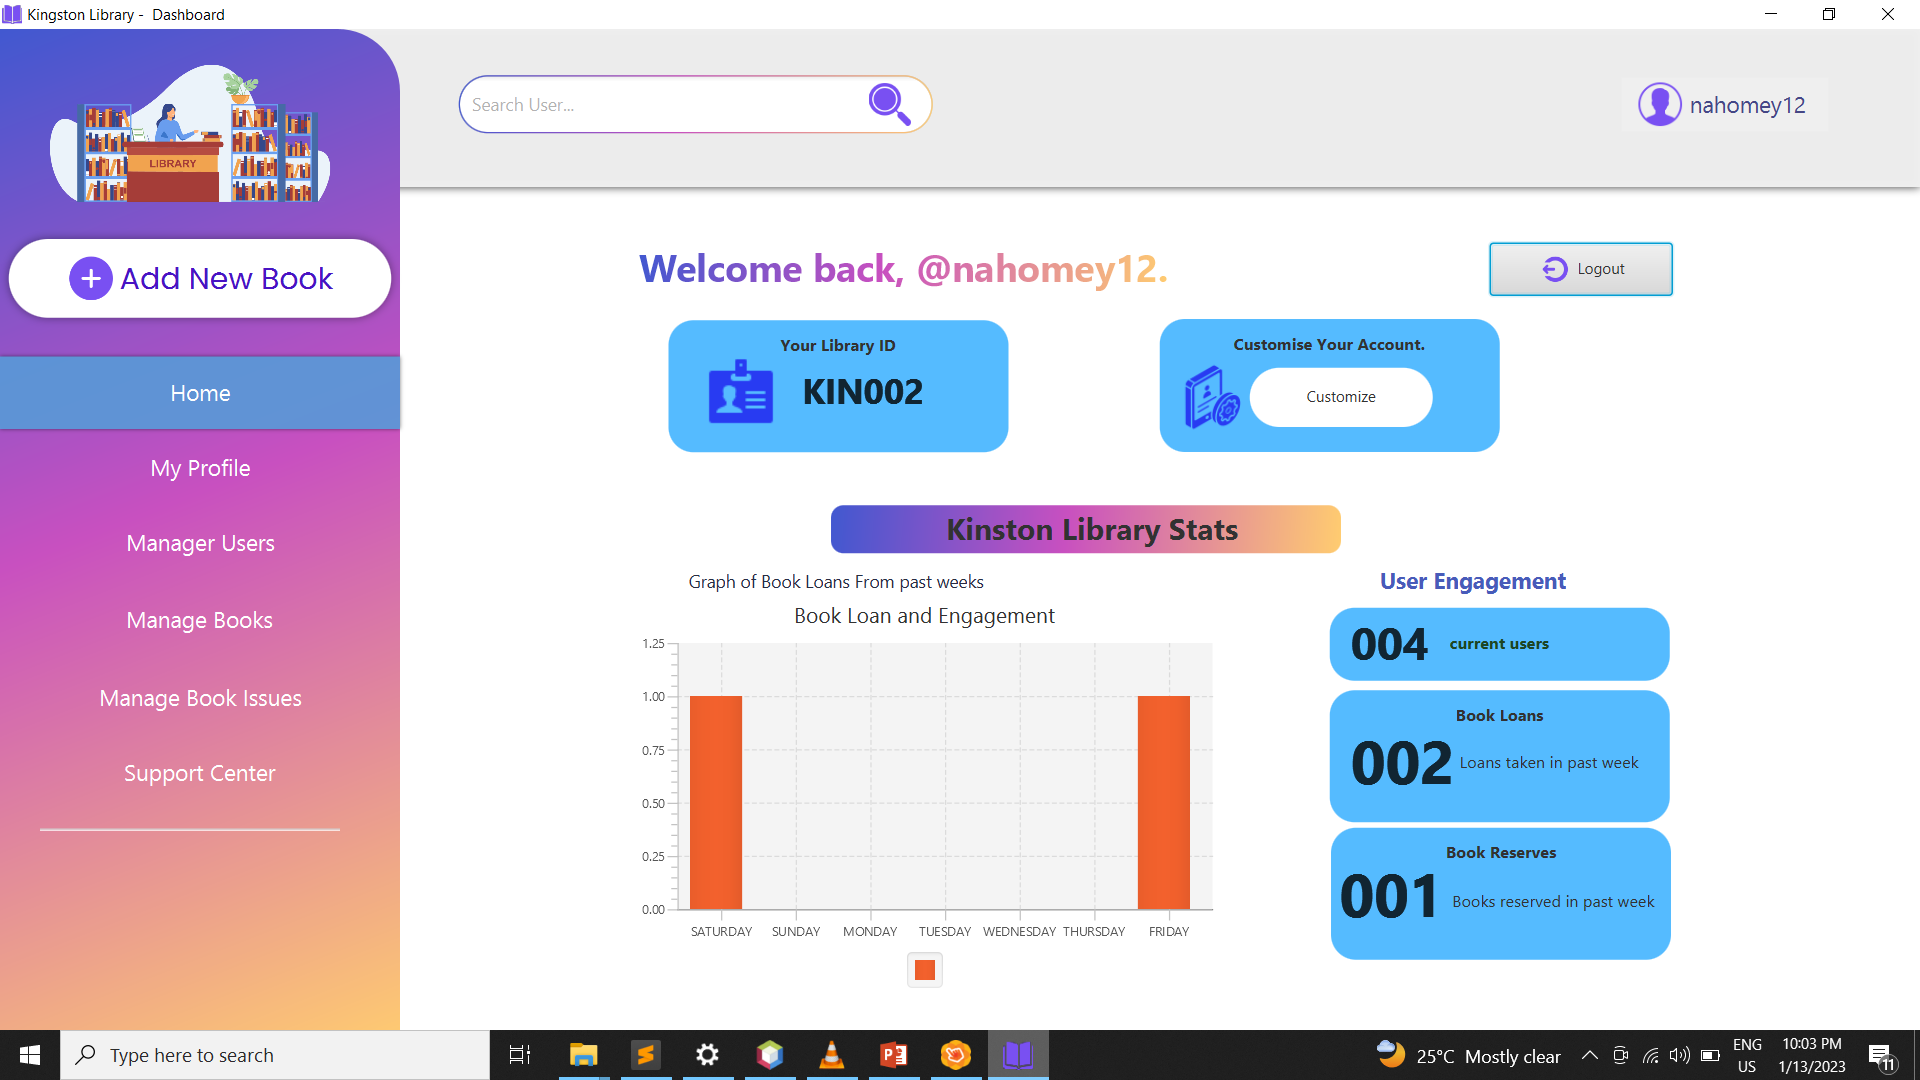 Kingston Library -  Dashboard
LIBRARY
Add New Book
Home
My Profile
Manager Users
Manage Books
Manage Book Issues
Support Center
Search User...
nahomey12
Welcome back, @nahomey12.
Logout
Your Library ID
KIN002
Customise Your Account.
Customize
Kinston Library Stats
Graph of Book Loans From past weeks
Book Loan and Engagement
1.25
1.00
0.75
0.50
0.25
0.00
SATURDAY SUNDAY MONDAY TUESDAY WEDNESDAY THURSDAY FRIDAY
User Engagement
004 current users
Book Loans
002 Loans taken in past week
Book Reserves
001 Books reserved in past week
Type here to search
25°C Mostly clear
ENG
US
10:03 PM
1/13/2023
11